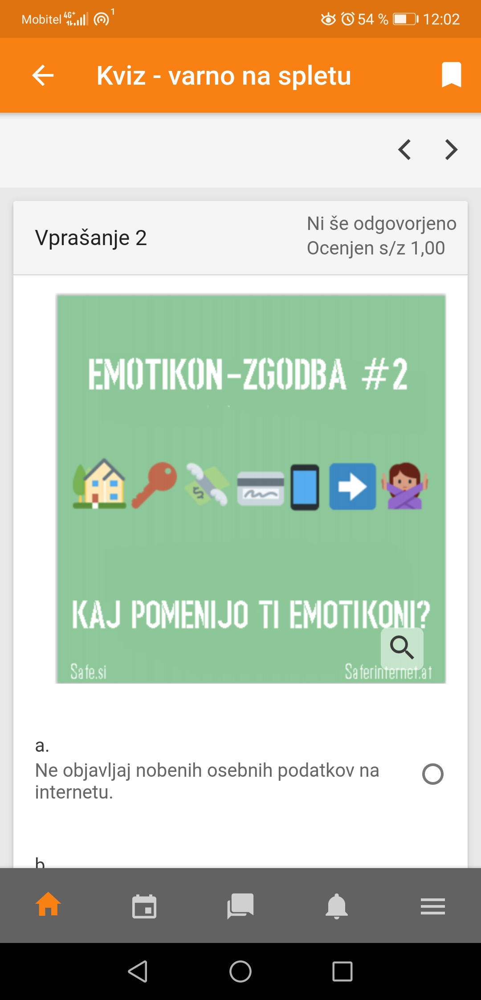 Mobitel 4G+ 1 54 % 12:02
Kviz - varno na spletu
Vprašanje 2
Ni še odgovorjeno
Ocenjen s/z 1,00
EMOTIKON-ZGODBA #2
KAJ POMENIJO TI EMOTIKONI?
Safe.si
Saferinternet.at
a.
Ne objavljaj nobenih osebnih podatkov na
internetu.
b